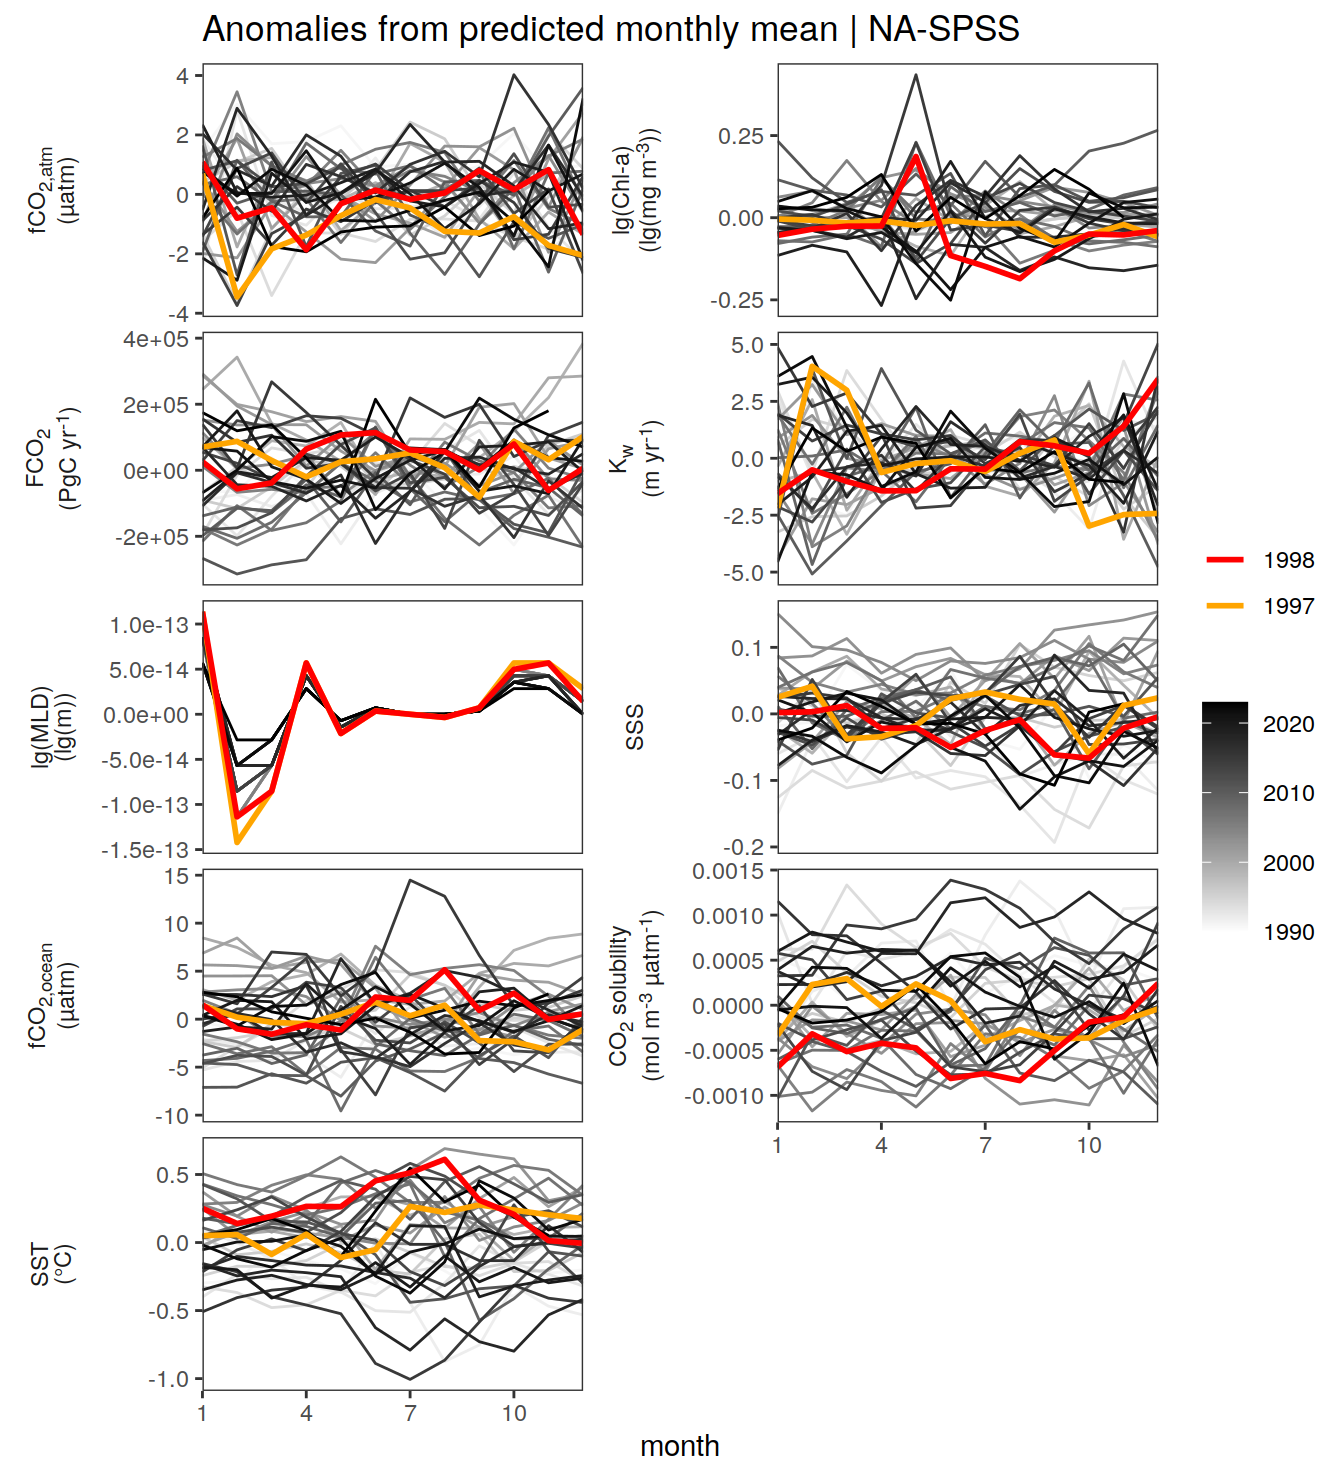 Anomalies from predicted monthly mean | NA-SPSS
fCO2,atm
(µatm)
4
2
0
-2
-4
lg(Chl-a)
(lg(mg m-3))
0.25
0.00
-0.25
FCO2
(PgC yr-1)
4e+05
2e+05
0e+00
-2e+05
Kw
(m yr-1)
5.0
2.5
0.0
-2.5
-5.0
lg(MLD)
(lg(m))
1.0e-13
5.0e-14
0.0e+00
-5.0e-14
-1.0e-13
-1.5e-13
SSS
0.1
0.0
-0.1
-0.2
fCO2,ocean
(µatm)
15
10
5
0
-5
-10
CO2 solubility
(mol m-3 µatm-1)
0.0015
0.0010
0.0005
0.0000
-0.0005
-0.0010
1 4 7 10
SST
(°C)
0.5
0.0
-0.5
-1.0
1 4 7 10
month
1998
1997
2020
2010
2000
1990